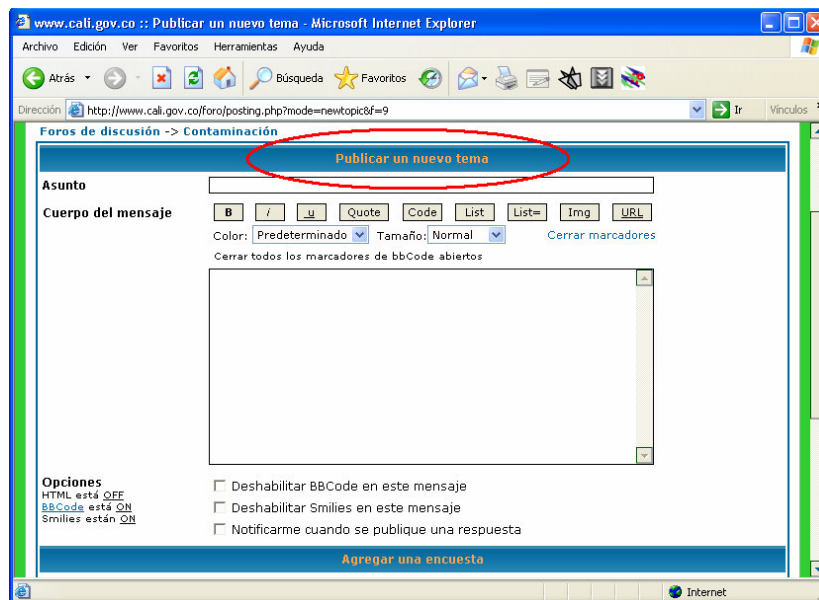 www.cali.gov.co :: Publicar un nuevo tema - Microsoft Internet Explorer
Archivo Edición Ver Favoritos Herramientas Ayuda
Atrás Búsqueda Favoritos
Dirección http://www.cali.gov.co/foro/posting.php?mode=newtopic&f=9 Ir Vínculos
Foros de discusión -> Contaminación
Publicar un nuevo tema
Asunto
Cuerpo del mensaje B i u Quote Code List List= Img URL
Color: Predeterminado Tamaño: Normal Cerrar marcadores
Cerrar todos los marcadores de bbCode abiertos
Opciones
HTML está OFF
BBCode está ON
Smilies están ON
Deshabilitar BBCode en este mensaje
Deshabilitar Smilies en este mensaje
Notificarme cuando se publique una respuesta
Agregar una encuesta
Internet